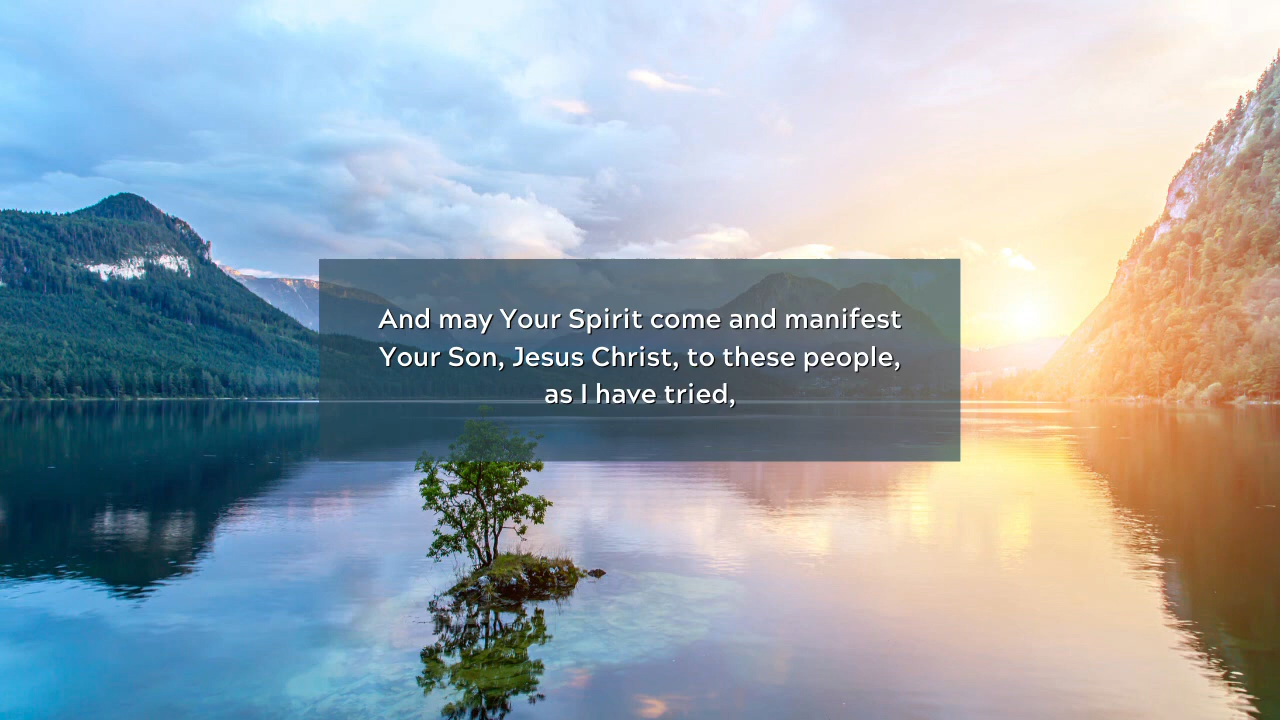 And may Your Spirit come and manifest
Your Son, Jesus Christ, to these people,
as I have tried,